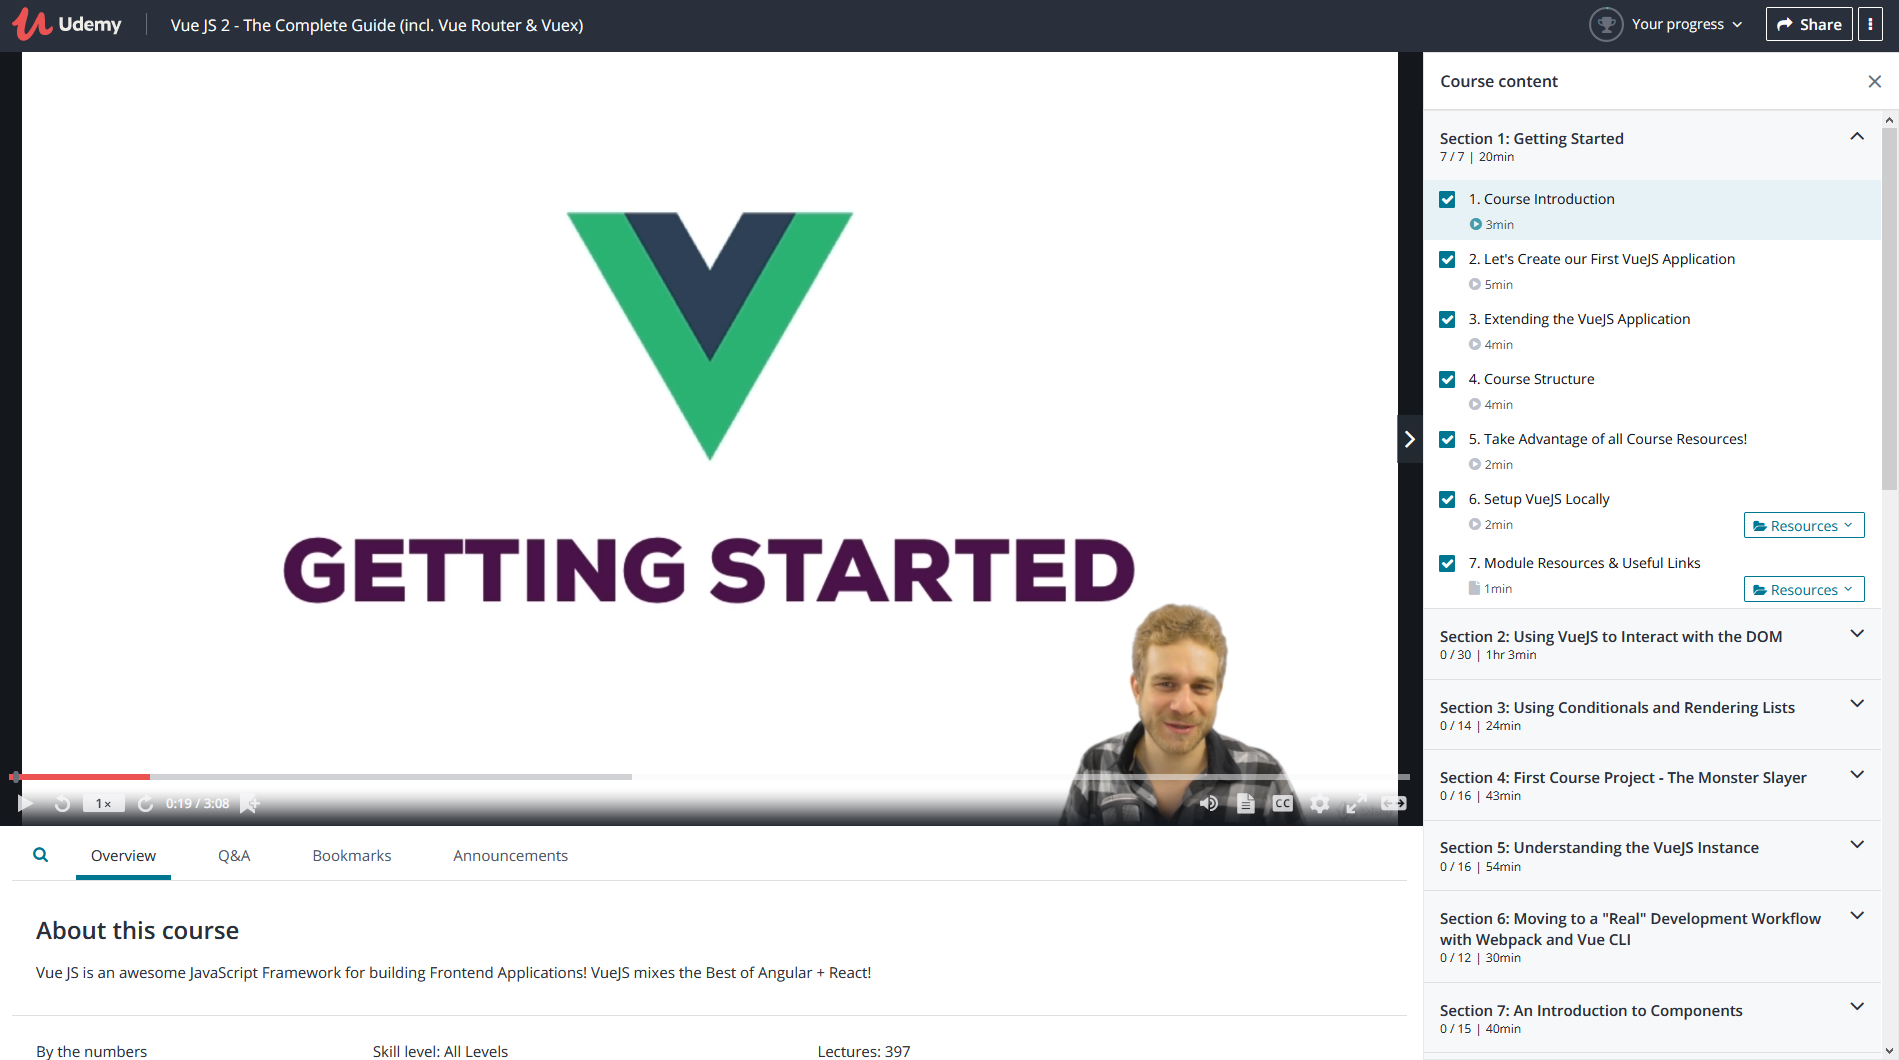 Udemy
Vue JS 2 - The Complete Guide (incl. Vue Router & Vuex)
Your progress
Share
GETTING STARTED
1×
0:19 / 3:08
CC
Course content
Section 1: Getting Started
7 / 7 | 20min
1. Course Introduction
3min
2. Let's Create our First VueJS Application
5min
3. Extending the VueJS Application
4min
4. Course Structure
4min
5. Take Advantage of all Course Resources!
2min
6. Setup VueJS Locally
2min
Resources
7. Module Resources & Useful Links
1min
Resources
Section 2: Using VueJS to Interact with the DOM
0 / 30 | 1hr 3min
Section 3: Using Conditionals and Rendering Lists
0 / 14 | 24min
Section 4: First Course Project - The Monster Slayer
0 / 16 | 43min
Section 5: Understanding the VueJS Instance
0 / 16 | 54min
Section 6: Moving to a "Real" Development Workflow
with Webpack and Vue CLI
0 / 12 | 30min
Section 7: An Introduction to Components
0 / 15 | 40min
Overview
Q&A
Bookmarks
Announcements
About this course
Vue JS is an awesome JavaScript Framework for building Frontend Applications! VueJS mixes the Best of Angular + React!
By the numbers
Skill level: All Levels
Lectures: 397